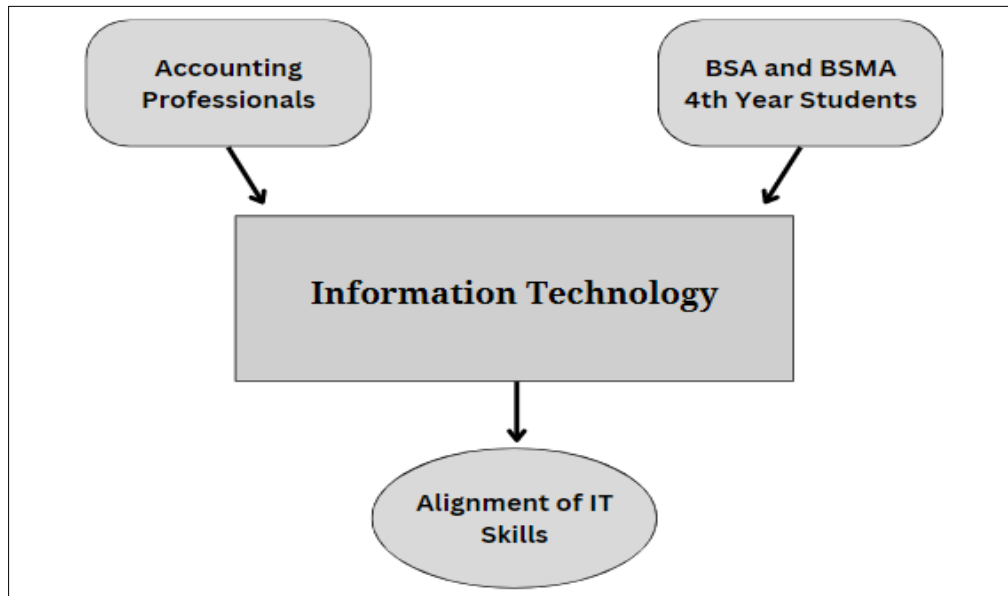 Accounting
Professionals
BSA and BSMA
4th Year Students
Information Technology
Alignment of IT
Skills